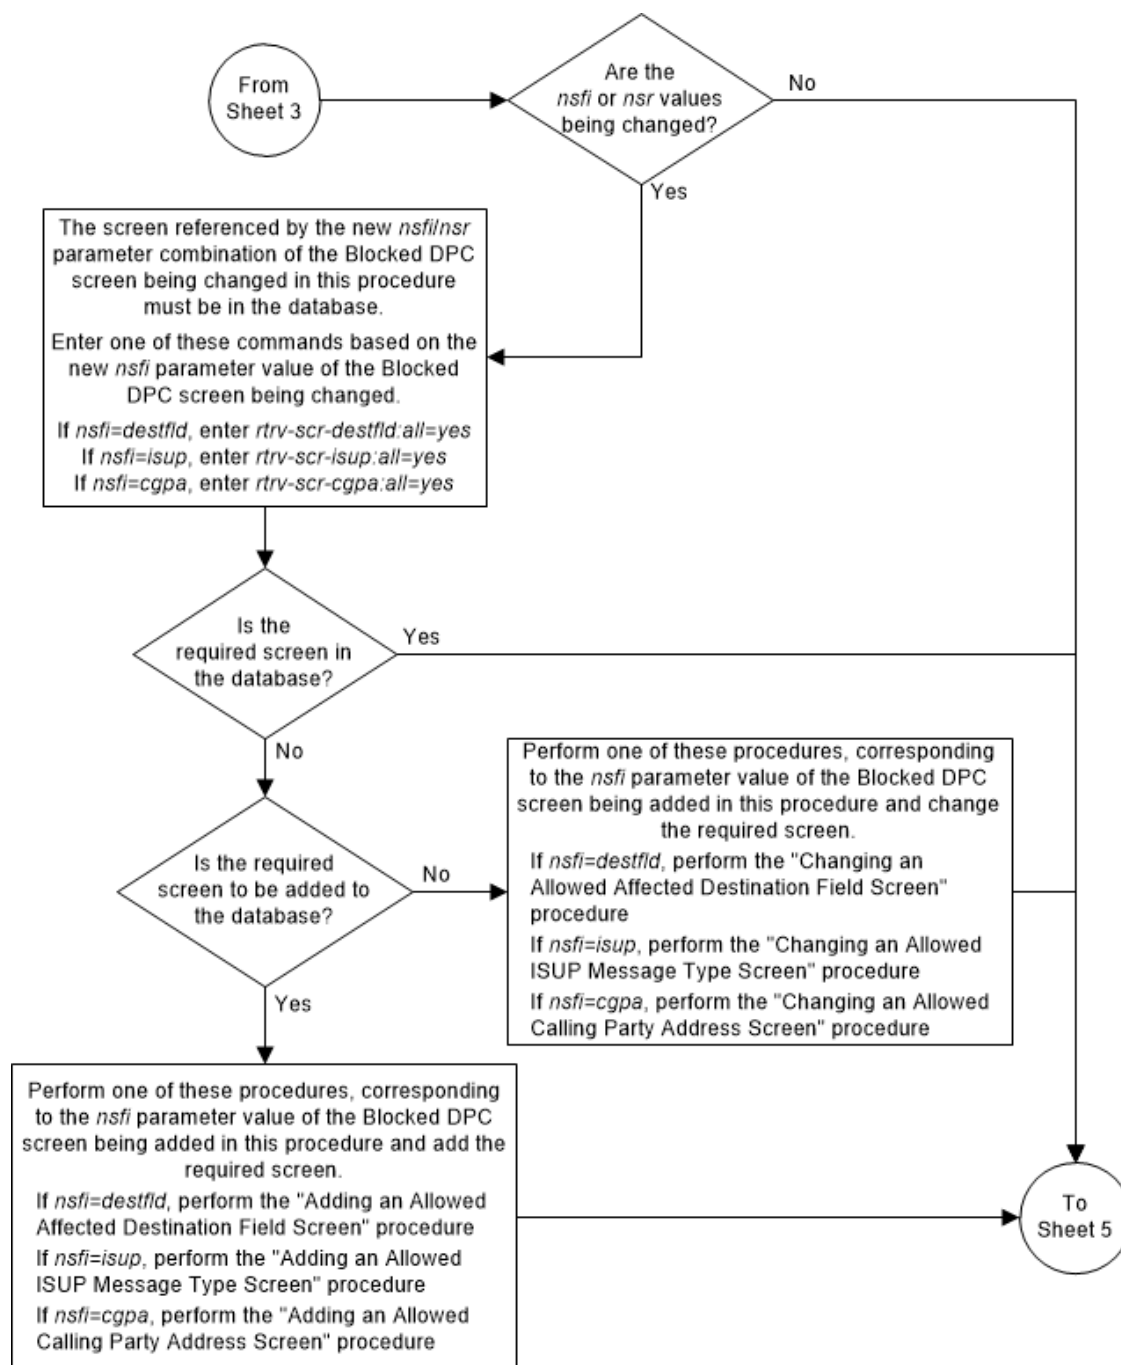 From
Sheet 3
Are the
nsfi or nsr values
being changed?
No
Yes
The screen referenced by the new nsfi/nsr
parameter combination of the Blocked DPC
screen being changed in this procedure
must be in the database.
Enter one of these commands based on the
new nsfi parameter value of the Blocked
DPC screen being changed.
If nsfi=destfld, enter rtrv-scr-destfld:all=yes
If nsfi=isup, enter rtrv-scr-isup:all=yes
If nsfi=cgpa, enter rtrv-scr-cgpa:all=yes
Is the
required screen in
the database?
Yes
No
Is the required
screen to be added to
the database?
No
Yes
Perform one of these procedures, corresponding
to the nsfi parameter value of the Blocked DPC
screen being added in this procedure and change
the required screen.
If nsfi=destfld, perform the "Changing an
Allowed Affected Destination Field Screen"
procedure
If nsfi=isup, perform the "Changing an Allowed
ISUP Message Type Screen" procedure
If nsfi=cgpa, perform the "Changing an Allowed
Calling Party Address Screen" procedure
Perform one of these procedures, corresponding
to the nsfi parameter value of the Blocked DPC
screen being added in this procedure and add the
required screen.
If nsfi=destfld, perform the "Adding an Allowed
Affected Destination Field Screen" procedure
If nsfi=isup, perform the "Adding an Allowed
ISUP Message Type Screen" procedure
If nsfi=cgpa, perform the "Adding an Allowed
Calling Party Address Screen" procedure
To
Sheet 5